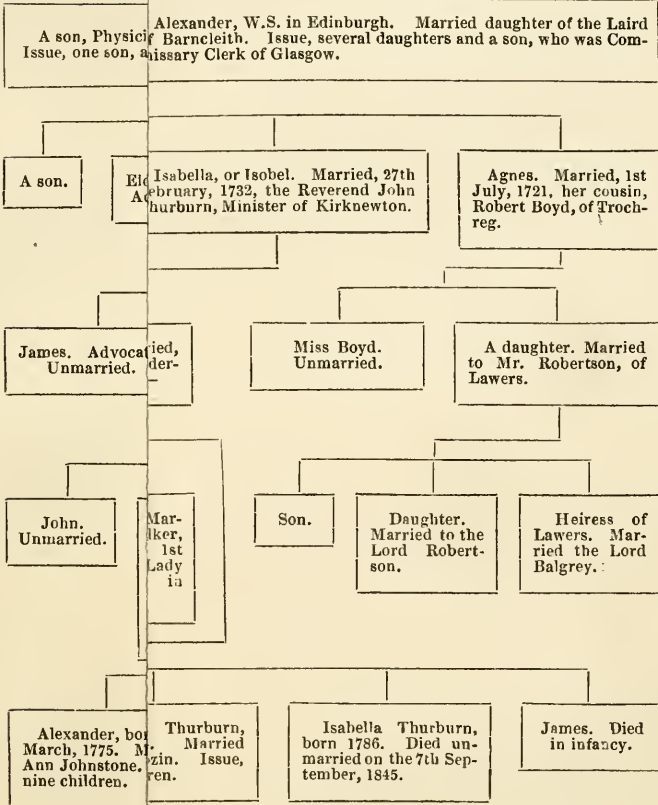 A son, Physici
Issue, one son, a
Alexander, W.S. in Edinburgh. Married daughter of the Laird
f Barncleith. Issue, several daughters and a son, who was Com-
issary Clerk of Glasgow.
A son.
Isabella, or Isobel. Married, 27th
ebruary, 1732, the Reverend John
hurburn, Minister of Kirknewton.
Agnes. Married, 1st
July, 1721, her cousin,
Robert Boyd, of Troch-
reg.
James. Advocat
Unmarried.
ied,
der-
Miss Boyd.
Unmarried.
A daughter. Married
to Mr. Robertson, of
Lawers.
John.
Unmarried.
Mar-
lker,
1st
Lady
in
Son.
Daughter.
Married to the
Lord Robert-
son.
Heiress of
Lawers. Mar-
ried the Lord
Balgrey.
Alexander, bo
March, 1775. M
Ann Johnstone.
nine children.
Thurburn,
Married
zin. Issue,
ren.
Isabella Thurburn,
born 1786. Died un-
married on the 7th Sep-
tember, 1845.
James. Died
in infancy.